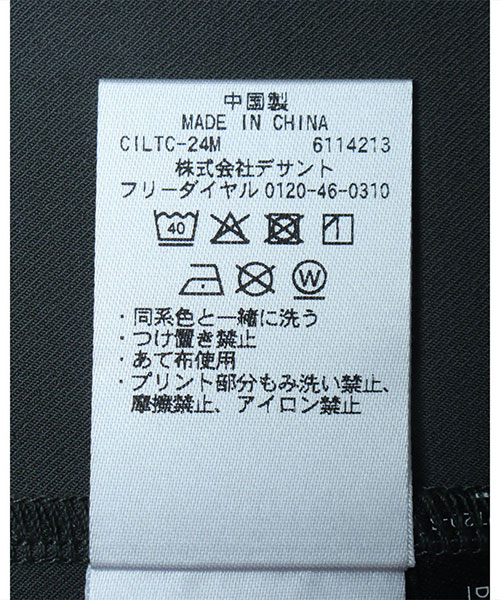 中国製
MADE IN CHINA
CILTC-24M 6114213
株式会社デサント
フリーダイヤル 0120-46-0310
40
W
・同系色と一緒に洗う
・つけ置き禁止
・あて布使用
・プリント部分もみ洗い禁止、
摩擦禁止、アイロン禁止